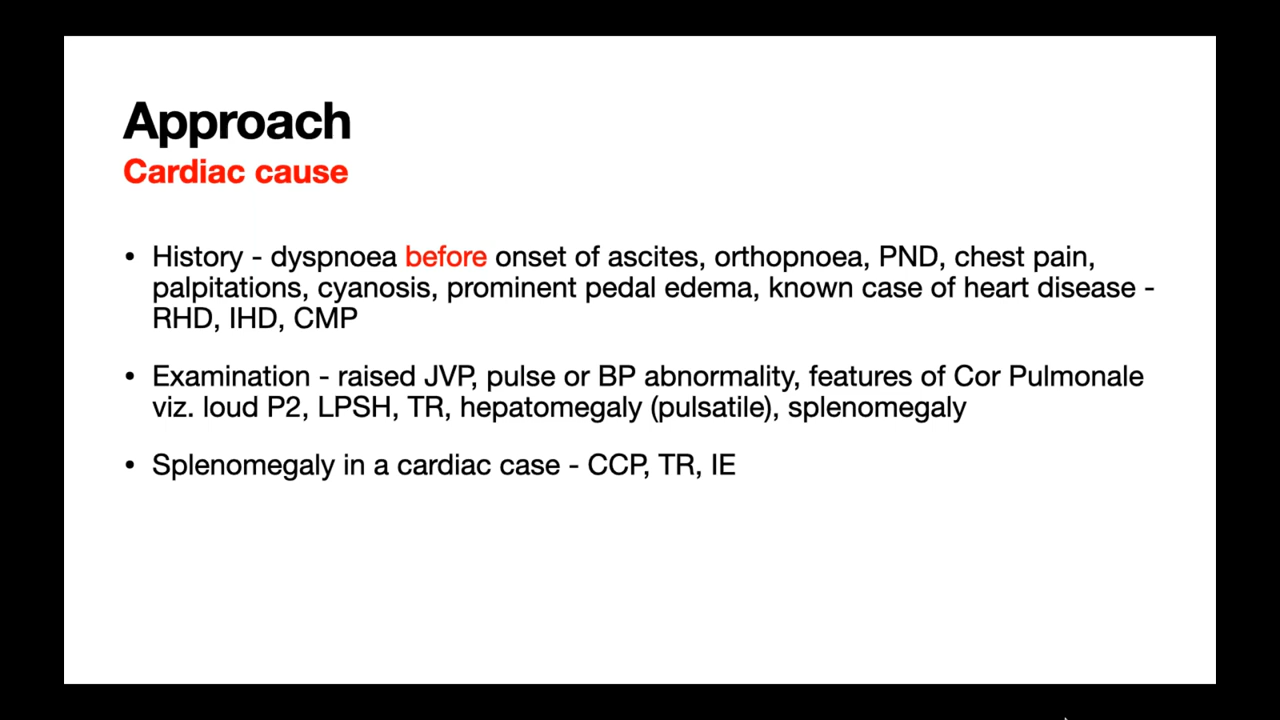 Approach
Cardiac cause
• History - dyspnoea before onset of ascites, orthopnoea, PND, chest pain,
palpitations, cyanosis, prominent pedal edema, known case of heart disease -
RHD, IHD, CMP
• Examination - raised JVP, pulse or BP abnormality, features of Cor Pulmonale
viz. loud P2, LPSH, TR, hepatomegaly (pulsatile), splenomegaly
• Splenomegaly in a cardiac case - CCP, TR, IE